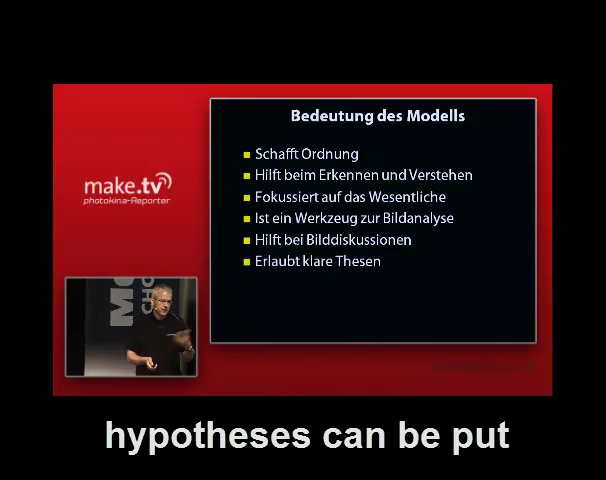 Bedeutung des Modells
Schafft Ordnung
Hilft beim Erkennen und Verstehen
Fokussiert auf das Wesentliche
Ist ein Werkzeug zur Bildanalyse
Hilft bei Bilddiskussionen
Erlaubt klare Thesen
make.tv
photokina-Reporter
hypotheses can be put